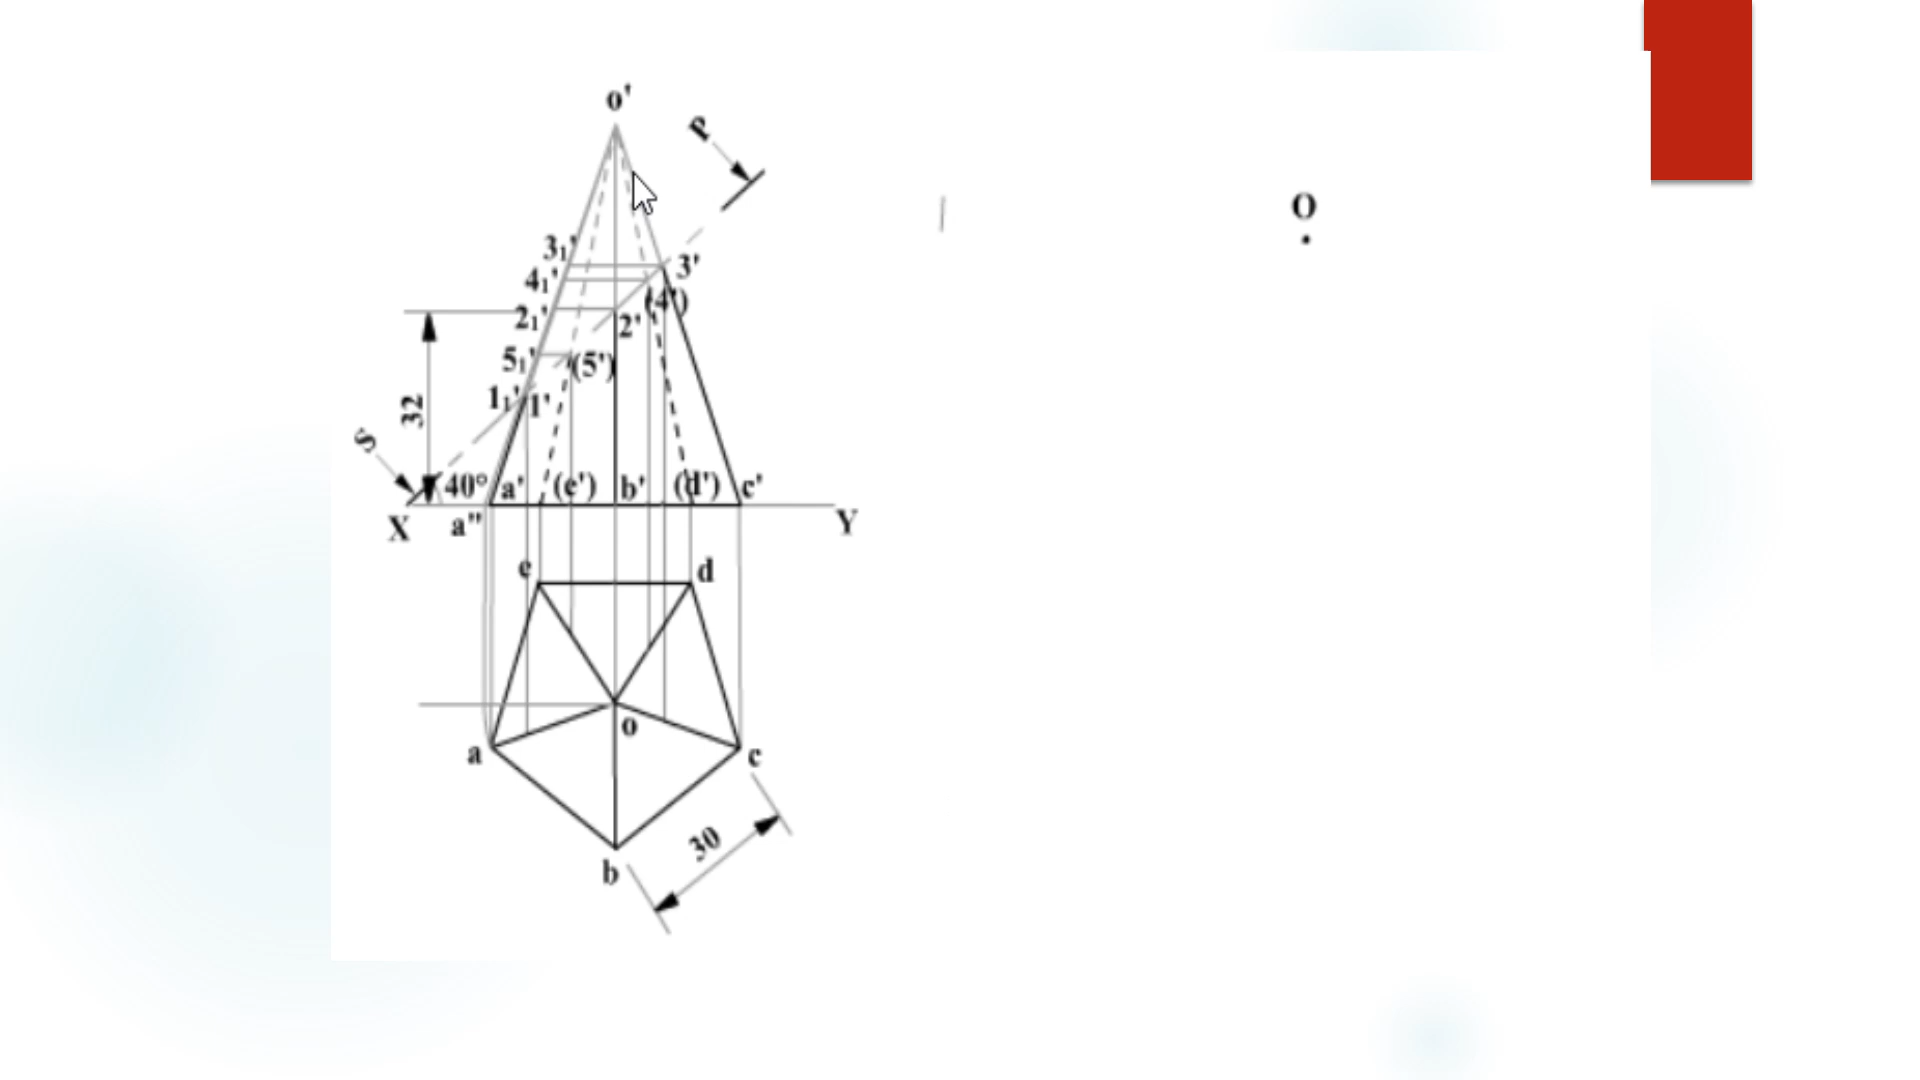 o'
P
O
3₁'
3'
4₁'
(4')
2₁'
2'
5₁'
(5')
1₁'
1'
32
S
40°
a'
(e')
b'
(d')
c'
X
a"
Y
e
d
o
a
c
30
b